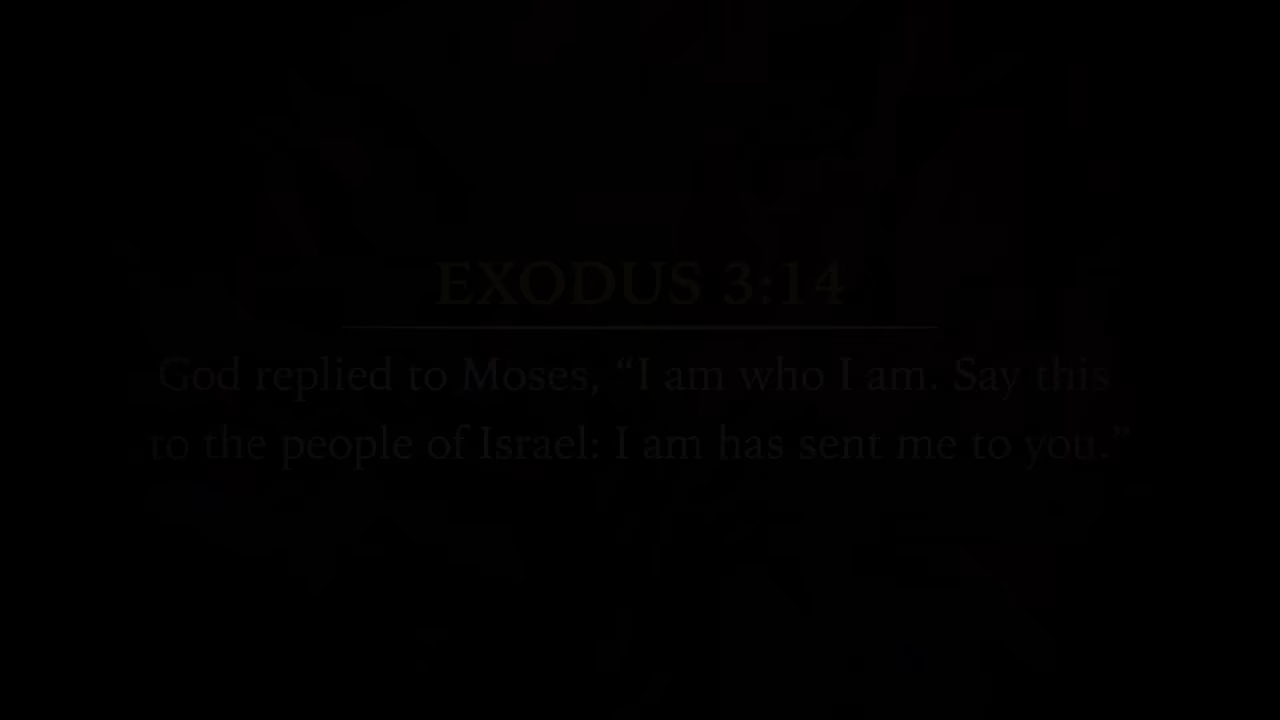 EXODUS 3:14
God replied to Moses, “I am who I am. Say this
to the people of Israel: I am has sent me to you.”